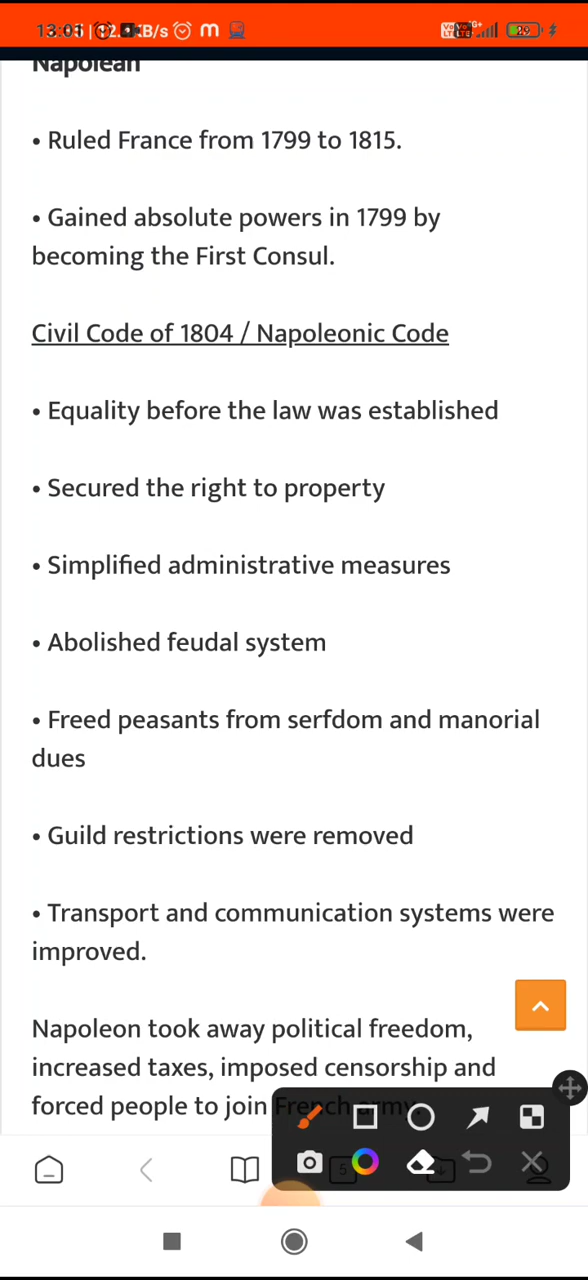 Napolean
• Ruled France from 1799 to 1815.
• Gained absolute powers in 1799 by
becoming the First Consul.
Civil Code of 1804 / Napoleonic Code
• Equality before the law was established
• Secured the right to property
• Simplified administrative measures
• Abolished feudal system
• Freed peasants from serfdom and manorial
dues
• Guild restrictions were removed
• Transport and communication systems were
improved.
Napoleon took away political freedom,
increased taxes, imposed censorship and
forced people to join French army.
5